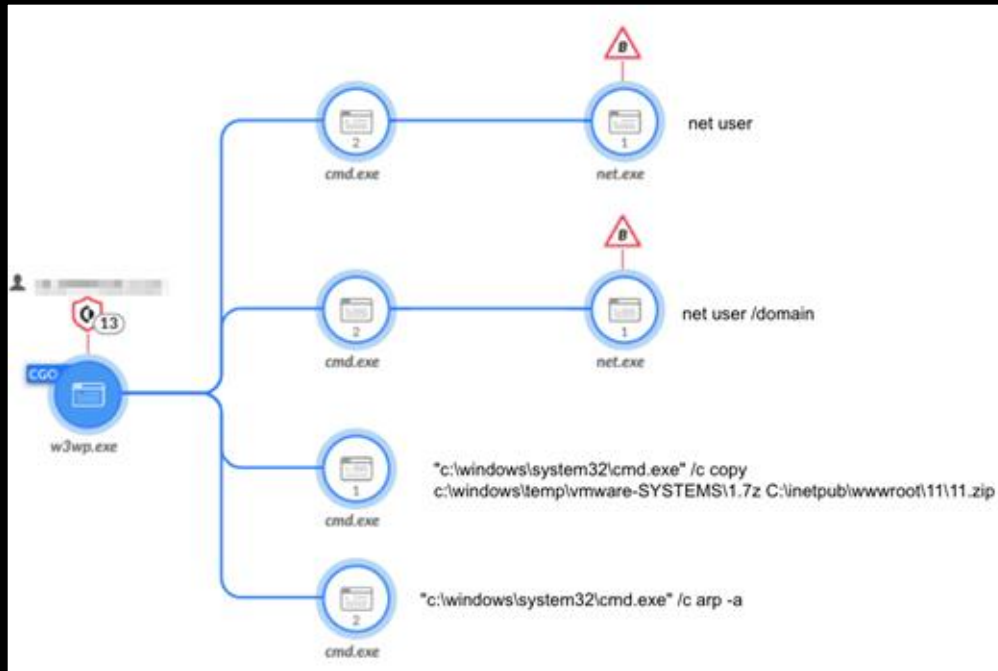 B
2
cmd.exe
1
net.exe
net user
B
2
cmd.exe
1
net.exe
net user /domain
13
CGO
w3wp.exe
1
cmd.exe
"c:\windows\system32\cmd.exe" /c copy
c:\windows\temp\vmware-SYSTEMS\1.7z C:\inetpub\wwwroot\11\11.zip
2
cmd.exe
"c:\windows\system32\cmd.exe" /c arp -a